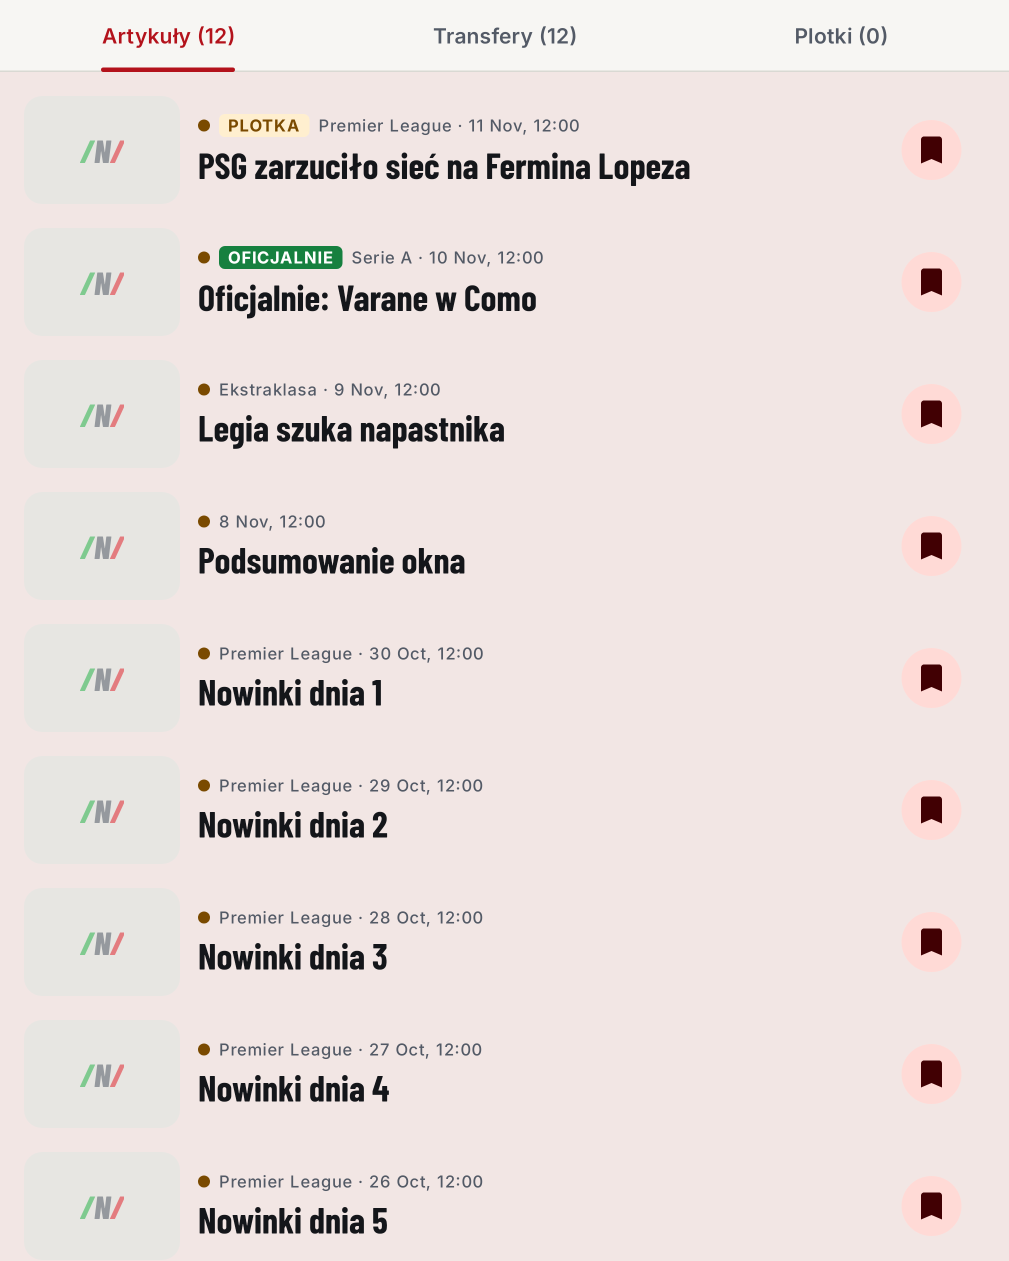 Artykuły (12) Transfery (12) Plotki (0)
/N/ PLOTKA Premier League · 11 Nov, 12:00
PSG zarzuciło sieć na Fermina Lopeza
/N/ OFICJALNIE Serie A · 10 Nov, 12:00
Oficjalnie: Varane w Como
/N/ Ekstraklasa · 9 Nov, 12:00
Legia szuka napastnika
/N/ 8 Nov, 12:00
Podsumowanie okna
/N/ Premier League · 30 Oct, 12:00
Nowinki dnia 1
/N/ Premier League · 29 Oct, 12:00
Nowinki dnia 2
/N/ Premier League · 28 Oct, 12:00
Nowinki dnia 3
/N/ Premier League · 27 Oct, 12:00
Nowinki dnia 4
/N/ Premier League · 26 Oct, 12:00
Nowinki dnia 5